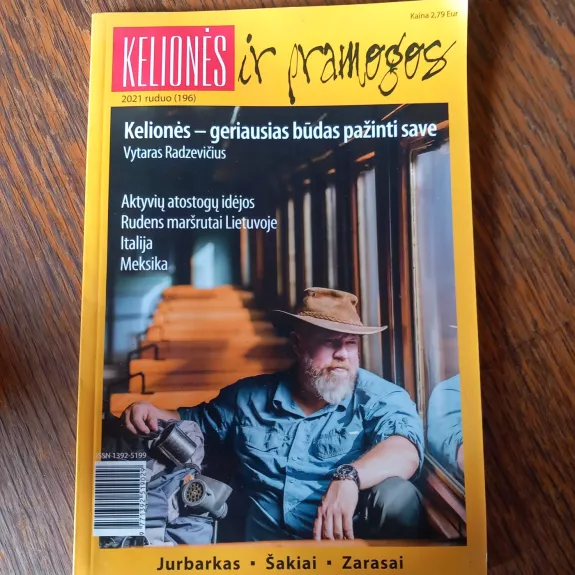 Kaina 2,79 Eur
KELIONĖS ir pramogos
2021 ruduo (196)
Kelionės – geriausias būdas pažinti save
Vytaras Radzevičius
Aktyvių atostogų idėjos
Rudens maršrutai Lietuvoje
Italija
Meksika
ISSN 1392-5199
Jurbarkas ▪ Šakiai ▪ Zarasai